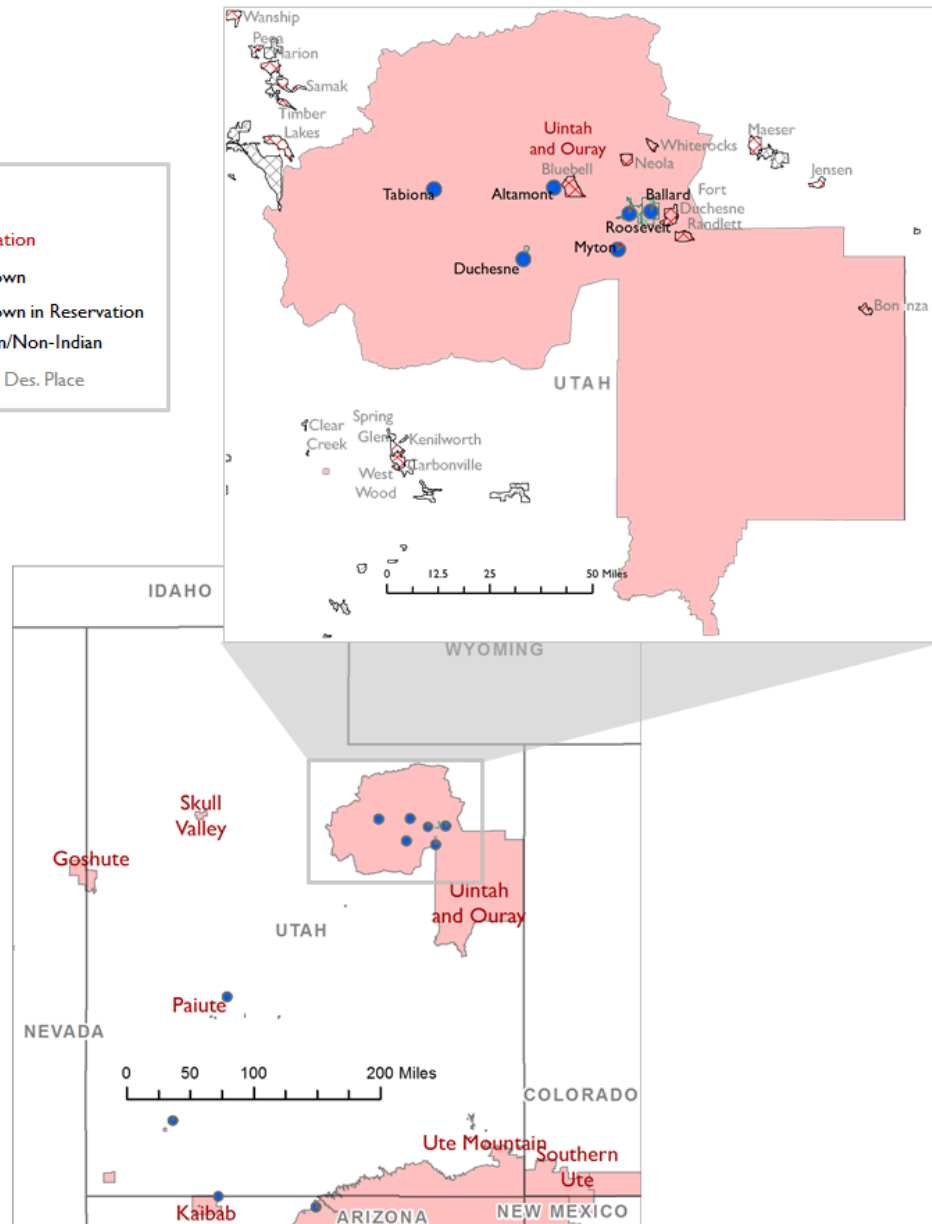 Wanship
Peoa
Marion
Samak
Timber
Lakes
Uintah
and Ouray
Bluebell
Whiterocks
Neola
Maeser
Jensen
Tabiona
Altamont
Ballard
Fort
Duchesne
Roosevelt
Randlett
Myton
Duchesne
Bonanza
UTAH
ation
own
own in Reservation
n/Non-Indian
Des. Place
Clear
Creek
Spring
Glen
Kenilworth
Carbonville
West
Wood
0 12.5 25 50 Miles
IDAHO
WYOMING
Skull
Valley
Goshute
Uintah
and Ouray
UTAH
Paiute
NEVADA
0 50 100 200 Miles
COLORADO
Ute Mountain
Southern
Ute
Kaibab
ARIZONA
NEW MEXICO